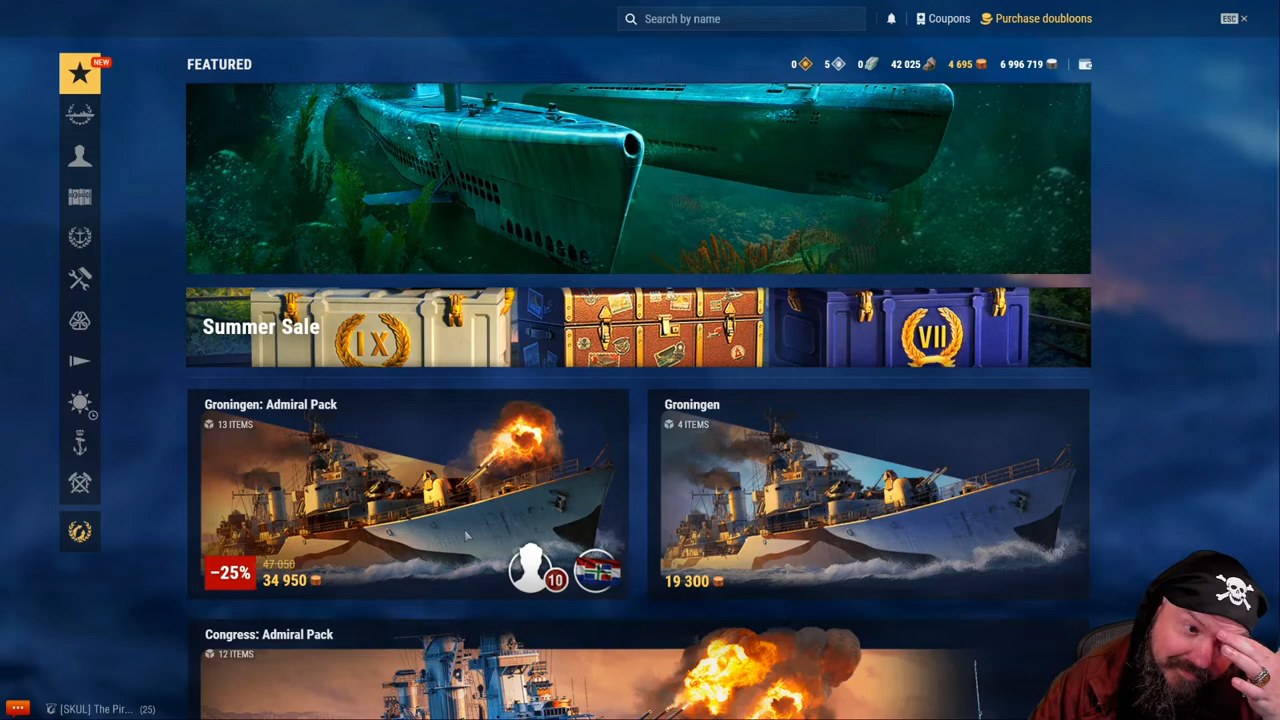 Search by name
Coupons
Purchase doubloons
ESC ×
NEW
FEATURED
0
5
0
42 025
4 695
6 996 719
Summer Sale
IX
A
VII
Groningen: Admiral Pack
13 ITEMS
-25%
47 050
34 950
10
Groningen
4 ITEMS
19 300
Congress: Admiral Pack
12 ITEMS
[SKUL] The Pir... (25)